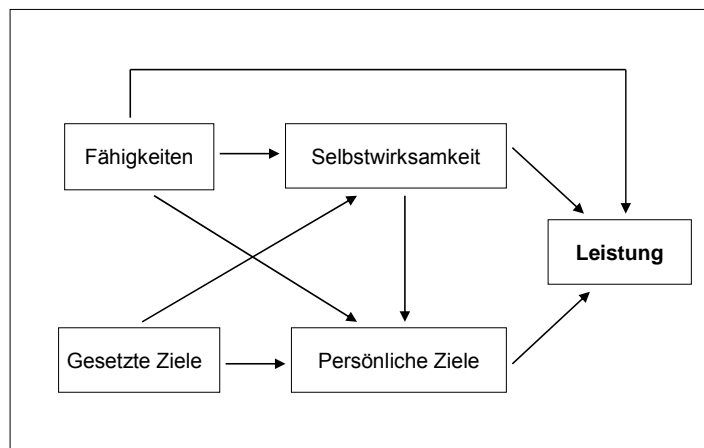 Fähigkeiten
Selbstwirksamkeit
Leistung
Gesetzte Ziele
Persönliche Ziele